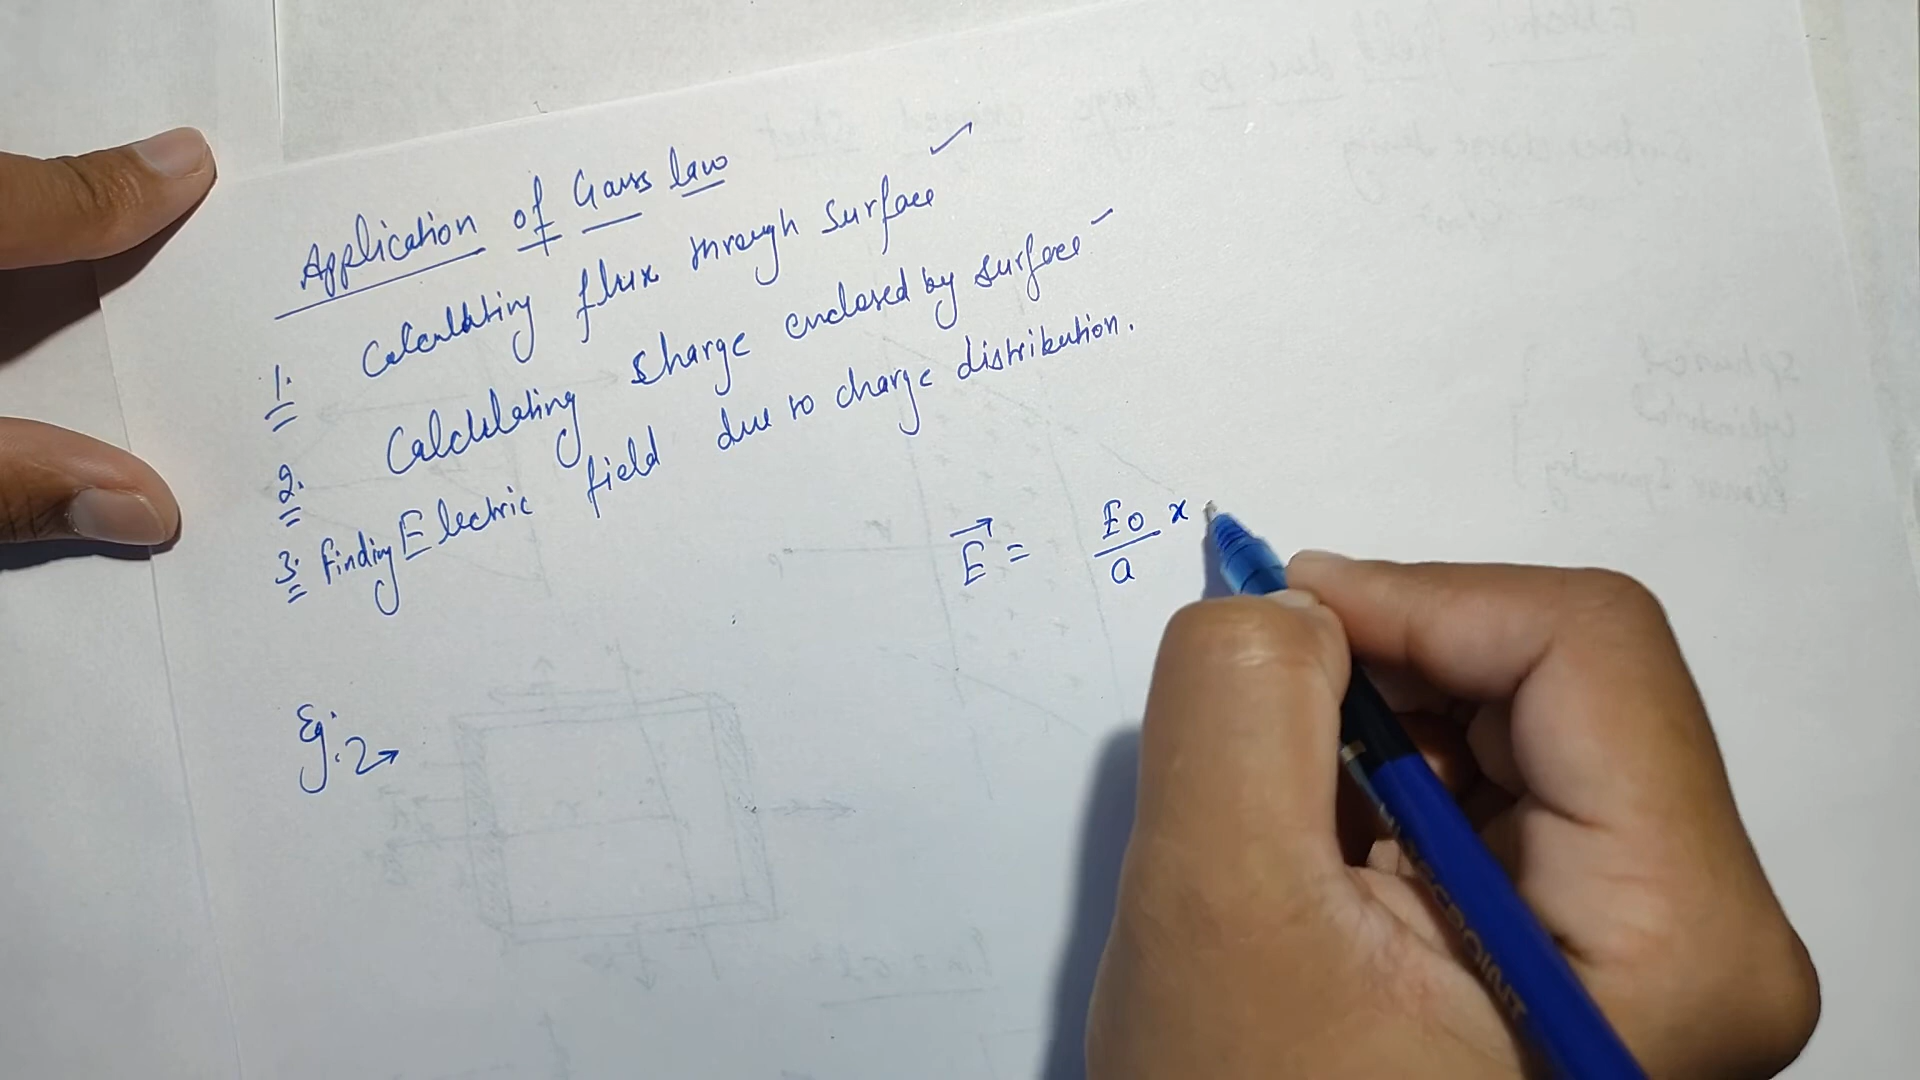 Application of Gauss law
1. Calculating flux through surface ✓
2. Calculating charge enclosed by surface ✓
3. Finding Electric field due to charge distribution.
E⃗ = E0/a x
Eg: 2→